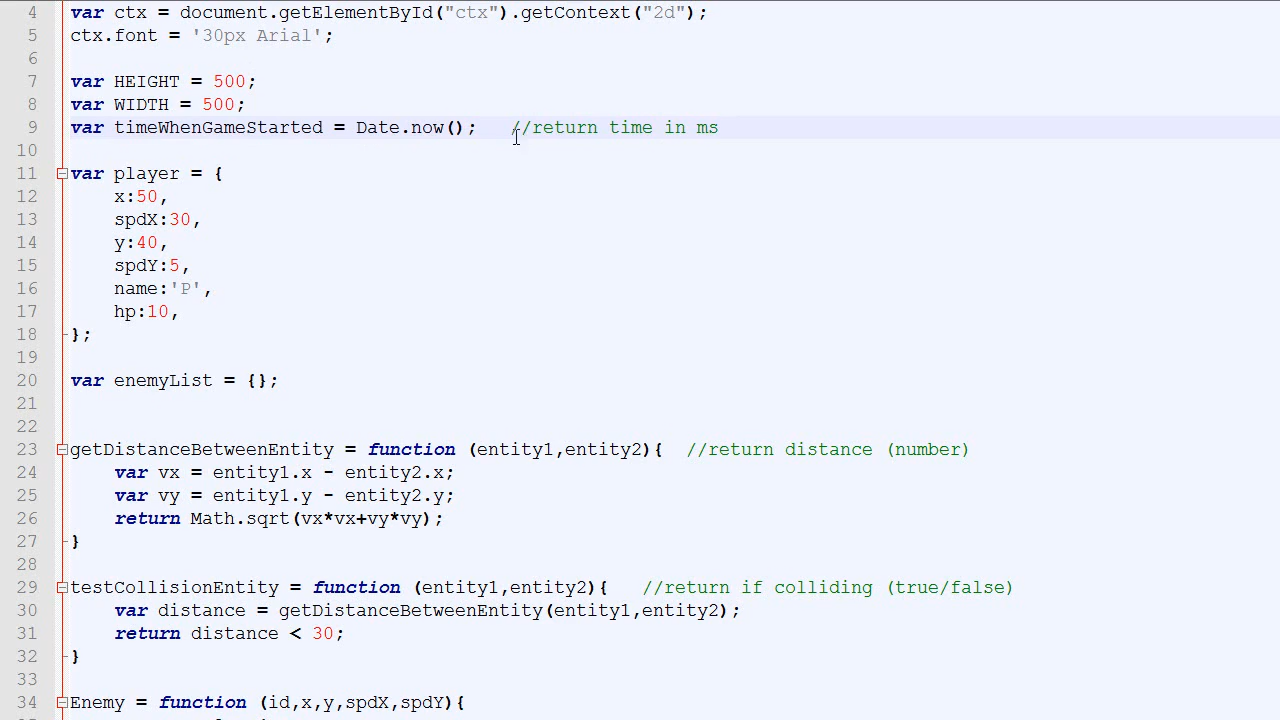 4 var ctx = document.getElementById("ctx").getContext("2d");
5 ctx.font = '30px Arial';
6
7 var HEIGHT = 500;
8 var WIDTH = 500;
9 var timeWhenGameStarted = Date.now();   //return time in ms
10
11 var player = {
12     x:50,
13     spdX:30,
14     y:40,
15     spdY:5,
16     name:'P',
17     hp:10,
18 };
19
20 var enemyList = {};
21
22
23 getDistanceBetweenEntity = function (entity1,entity2){  //return distance (number)
24     var vx = entity1.x - entity2.x;
25     var vy = entity1.y - entity2.y;
26     return Math.sqrt(vx*vx+vy*vy);
27 }
28
29 testCollisionEntity = function (entity1,entity2){   //return if colliding (true/false)
30     var distance = getDistanceBetweenEntity(entity1,entity2);
31     return distance < 30;
32 }
33
34 Enemy = function (id,x,y,spdX,spdY){